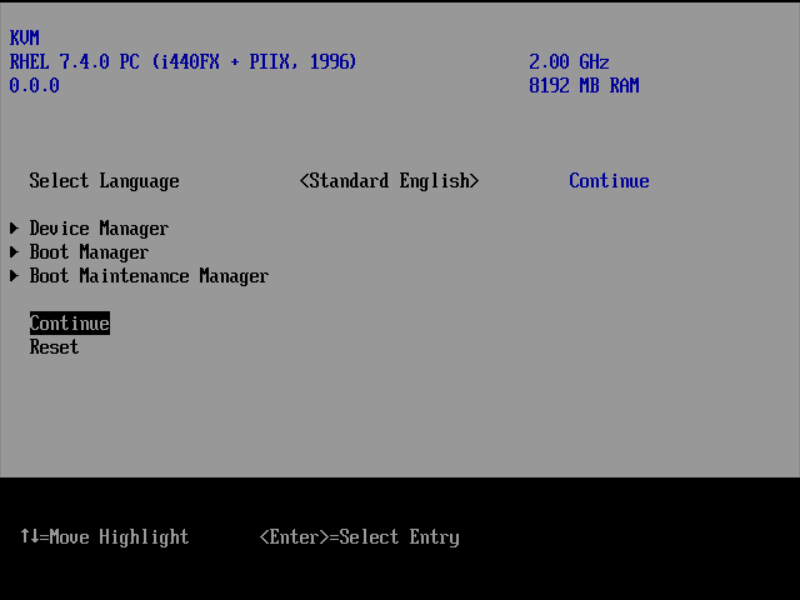 KVM
RHEL 7.4.0 PC (i440FX + PIIX, 1996) 2.00 GHz
0.0.0 8192 MB RAM
Select Language <Standard English> Continue
Device Manager
Boot Manager
Boot Maintenance Manager
Continue
Reset
↑↓=Move Highlight <Enter>=Select Entry